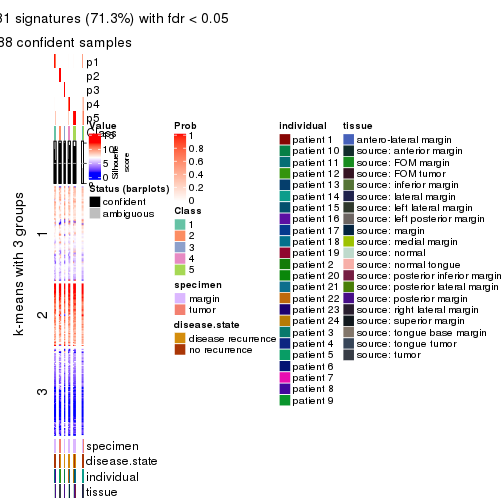 31 signatures (71.3%) with fdr < 0.05
38 confident samples
p1
p2
p3
p4
p5
Class
Silhouette
score
k-means with 3 groups
1
2
3
specimen
disease.state
individual
tissue
Value
15
10
5
0
Status (barplots)
confident
ambiguous
Prob
1
0.8
0.6
0.4
0.2
0
Class
1
2
3
4
5
specimen
margin
tumor
disease.state
disease recurrence
no recurrence
individual
patient 1
patient 10
patient 11
patient 12
patient 13
patient 14
patient 15
patient 16
patient 17
patient 18
patient 19
patient 2
patient 20
patient 21
patient 22
patient 23
patient 24
patient 3
patient 4
patient 5
patient 6
patient 7
patient 8
patient 9
tissue
antero-lateral margin
source: anterior margin
source: FOM margin
source: FOM tumor
source: inferior margin
source: lateral margin
source: left lateral margin
source: left posterior margin
source: margin
source: medial margin
source: normal
source: normal tongue
source: posterior inferior margin
source: posterior lateral margin
source: posterior margin
source: right lateral margin
source: superior margin
source: tongue base margin
source: tongue tumor
source: tumor